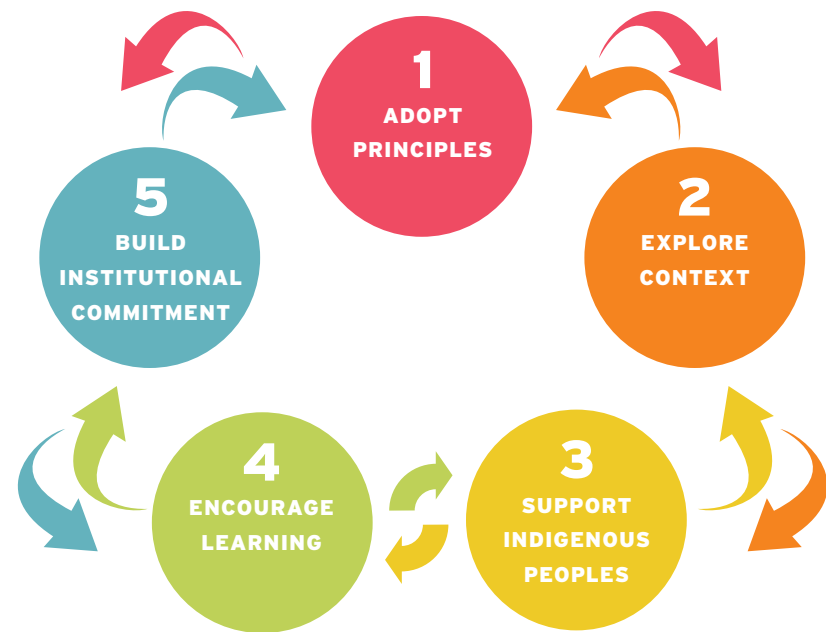 1
ADOPT
PRINCIPLES
2
EXPLORE
CONTEXT
3
SUPPORT
INDIGENOUS
PEOPLES
4
ENCOURAGE
LEARNING
5
BUILD
INSTITUTIONAL
COMMITMENT